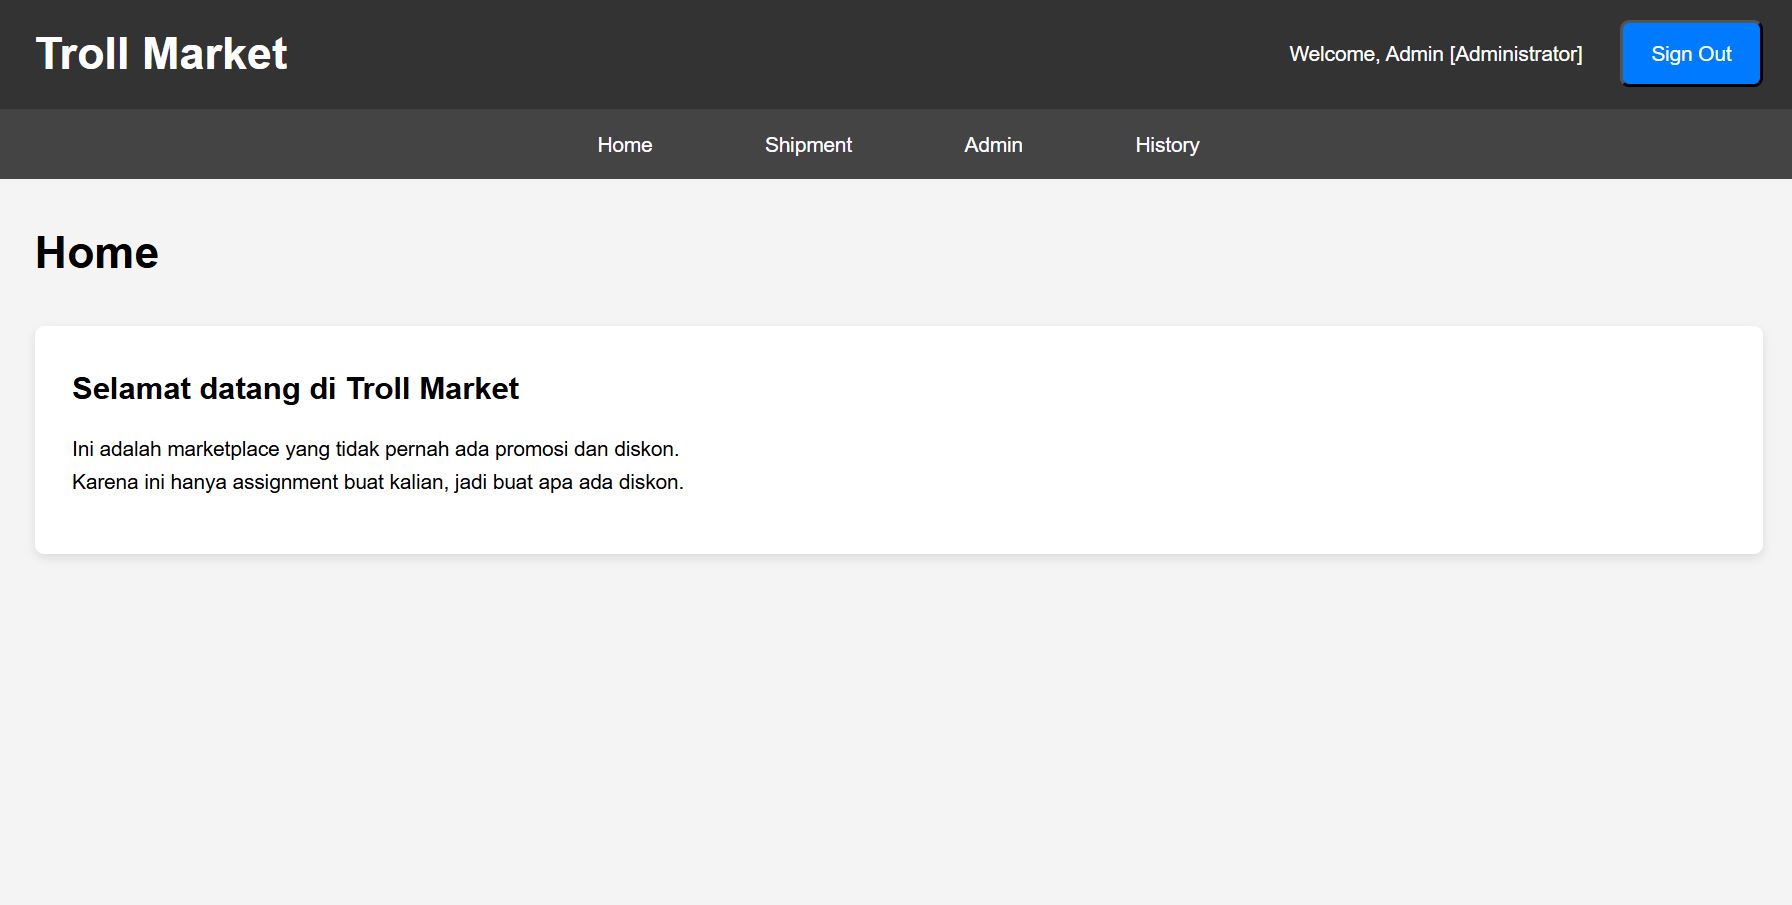 Troll Market
Welcome, Admin [Administrator]
Sign Out
Home
Shipment
Admin
History
Home
Selamat datang di Troll Market
Ini adalah marketplace yang tidak pernah ada promosi dan diskon.
Karena ini hanya assignment buat kalian, jadi buat apa ada diskon.